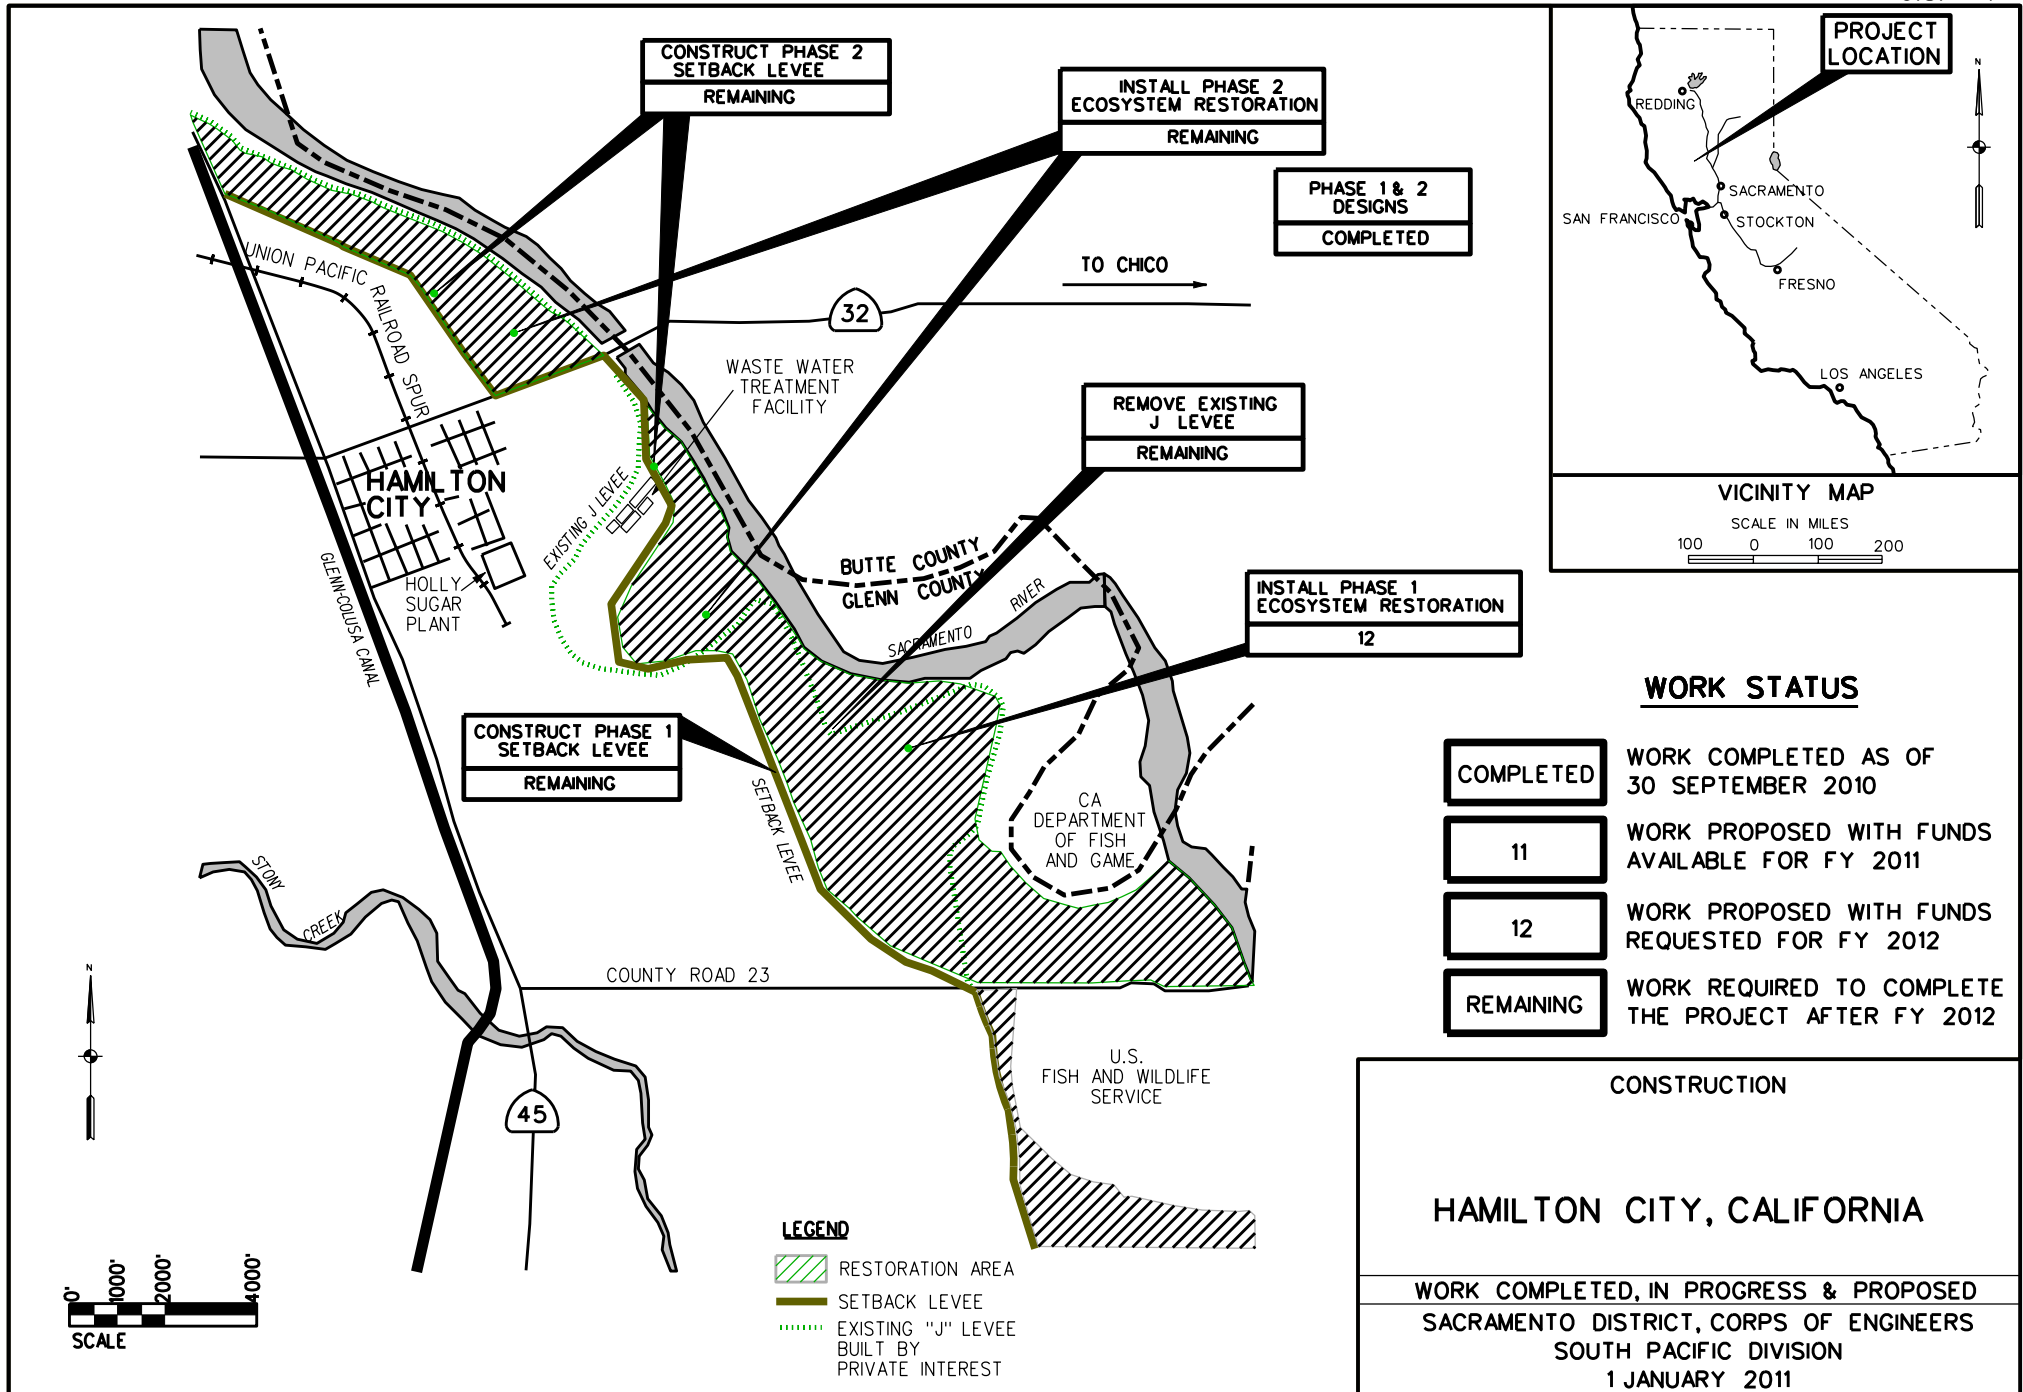 CONSTRUCT PHASE 2
SETBACK LEVEE
REMAINING
INSTALL PHASE 2
ECOSYSTEM RESTORATION
REMAINING
PHASE 1 & 2
DESIGNS
COMPLETED
TO CHICO
32
UNION PACIFIC RAILROAD SPUR
WASTE WATER
TREATMENT
FACILITY
REMOVE EXISTING
J LEVEE
REMAINING
HAMILTON
CITY
EXISTING J LEVEE
GLENN-COLUSA CANAL
HOLLY
SUGAR
PLANT
BUTTE COUNTY
GLENN COUNTY
SACRAMENTO RIVER
INSTALL PHASE 1
ECOSYSTEM RESTORATION
12
CONSTRUCT PHASE 1
SETBACK LEVEE
REMAINING
SETBACK LEVEE
CA
DEPARTMENT
OF FISH
AND GAME
STONY CREEK
COUNTY ROAD 23
N
45
U.S.
FISH AND WILDLIFE
SERVICE
0' 1000' 2000' 4000'
SCALE
LEGEND
RESTORATION AREA
SETBACK LEVEE
EXISTING "J" LEVEE
BUILT BY
PRIVATE INTEREST
PROJECT
LOCATION
N
REDDING
SACRAMENTO
SAN FRANCISCO
STOCKTON
FRESNO
LOS ANGELES
VICINITY MAP
SCALE IN MILES
100 0 100 200
WORK STATUS
COMPLETED
WORK COMPLETED AS OF
30 SEPTEMBER 2010
11
WORK PROPOSED WITH FUNDS
AVAILABLE FOR FY 2011
12
WORK PROPOSED WITH FUNDS
REQUESTED FOR FY 2012
REMAINING
WORK REQUIRED TO COMPLETE
THE PROJECT AFTER FY 2012
CONSTRUCTION
HAMILTON CITY, CALIFORNIA
WORK COMPLETED, IN PROGRESS & PROPOSED
SACRAMENTO DISTRICT, CORPS OF ENGINEERS
SOUTH PACIFIC DIVISION
1 JANUARY 2011